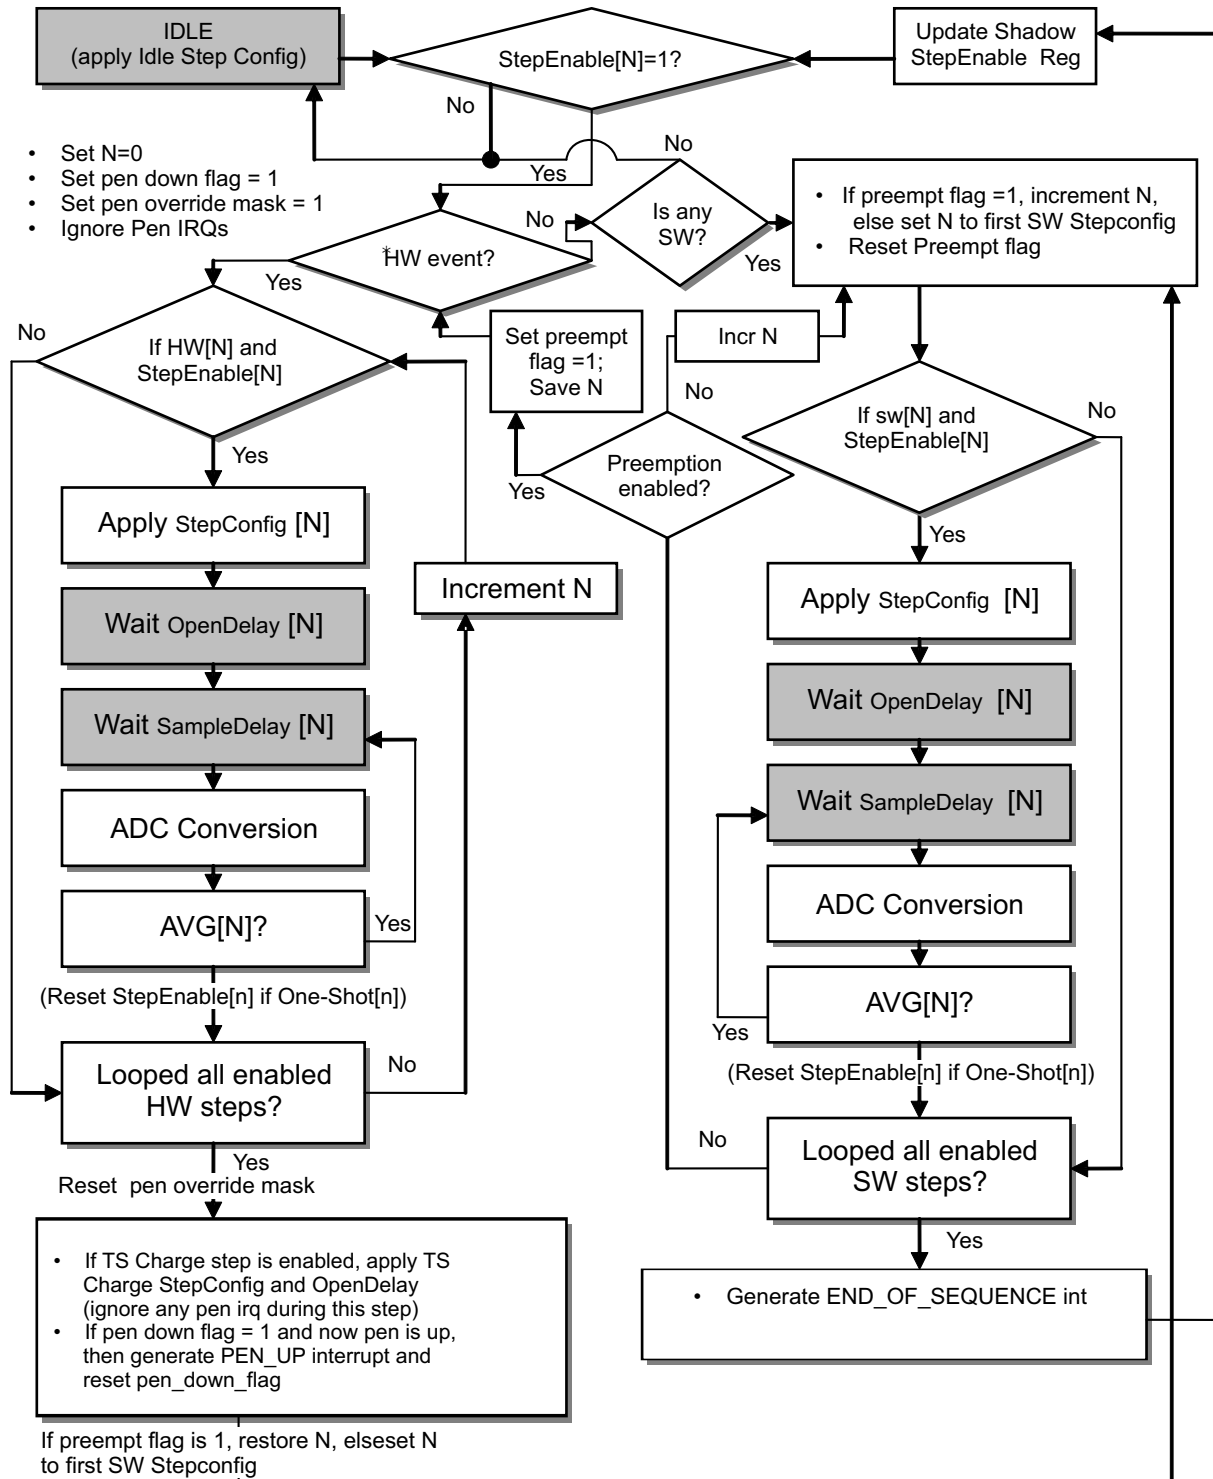 IDLE
(apply Idle Step Config)
StepEnable[N]=1?
Update Shadow
StepEnable Reg
No
Yes
• Set N=0
• Set pen down flag = 1
• Set pen override mask = 1
• Ignore Pen IRQs
No
Is any
SW?
No
Yes
• If preempt flag =1, increment N,
else set N to first SW Stepconfig
• Reset Preempt flag
*HW event?
Yes
No
If HW[N] and
StepEnable[N]
Yes
Set preempt
flag =1;
Save N
Incr N
No
Preemption
enabled?
Yes
If sw[N] and
StepEnable[N]
No
Yes
Apply StepConfig [N]
Wait OpenDelay [N]
Wait SampleDelay [N]
ADC Conversion
AVG[N]?
Yes
(Reset StepEnable[n] if One-Shot[n])
Looped all enabled
HW steps?
No
Increment N
Yes
Reset pen override mask
• If TS Charge step is enabled, apply TS
Charge StepConfig and OpenDelay
(ignore any pen irq during this step)
• If pen down flag = 1 and now pen is up,
then generate PEN_UP interrupt and
reset pen_down_flag
If preempt flag is 1, restore N, elseset N
to first SW Stepconfig
Apply StepConfig [N]
Wait OpenDelay [N]
Wait SampleDelay [N]
ADC Conversion
AVG[N]?
Yes
(Reset StepEnable[n] if One-Shot[n])
Looped all enabled
SW steps?
No
Yes
• Generate END_OF_SEQUENCE int